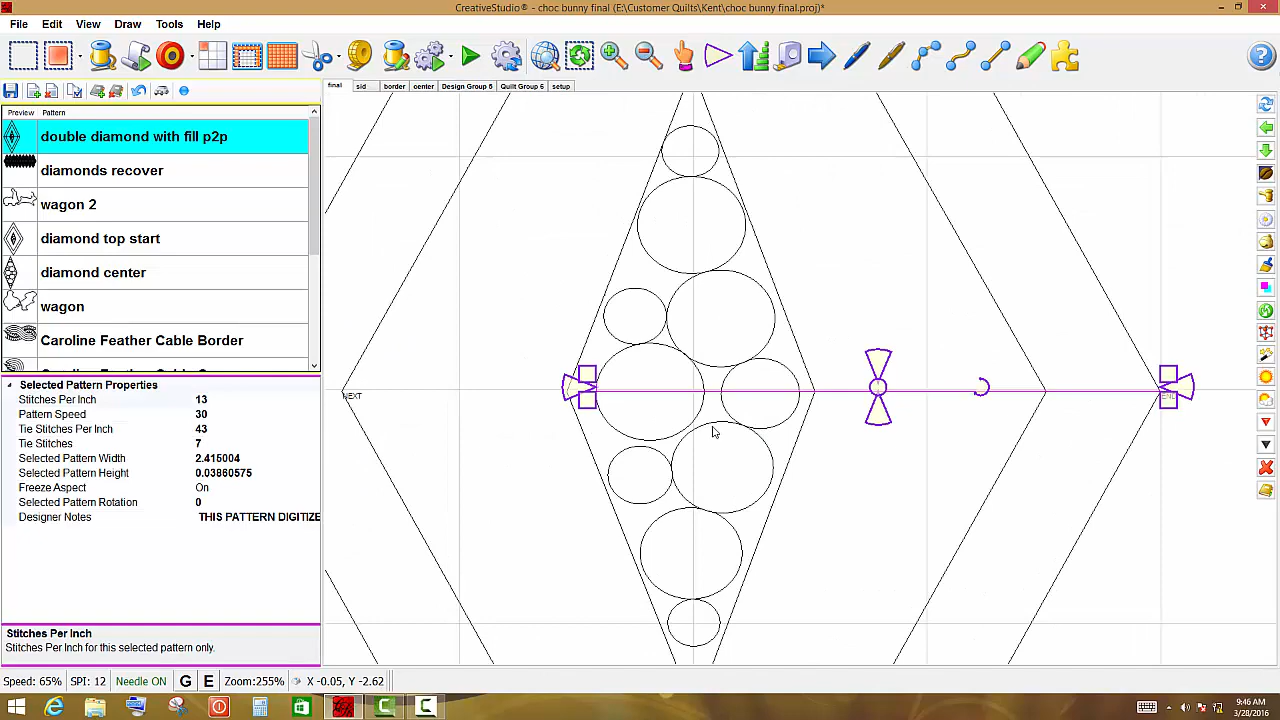 CreativeStudio® - choc bunny final (E:\Customer Quilts\Kent\choc bunny final.proj)*
File Edit View Draw Tools Help
final sid border center Design Group 8 Quilt Group 6 setup
Preview Pattern
double diamond with fill p2p
diamonds recover
wagon 2
diamond top start
diamond center
wagon
Caroline Feather Cable Border
Selected Pattern Properties
Stitches Per Inch 13
Pattern Speed 30
Tie Stitches Per Inch 43
Tie Stitches 7
Selected Pattern Width 2.415004
Selected Pattern Height 0.03860575
Freeze Aspect On
Selected Pattern Rotation 0
Designer Notes THIS PATTERN DIGITIZE
NEXT
END
Stitches Per Inch
Stitches Per Inch for this selected pattern only.
Speed: 65% SPI: 12 Needle ON G E Zoom:255% X -0.05, Y -2.62
9:46 AM
3/28/2016